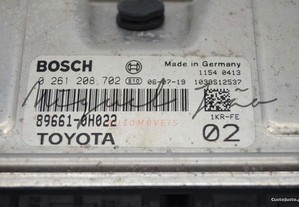 BOSCH
Made in Germany
0 261 208 702
06-07-19
1154 0413
1039S12537
89661-0H022
1KR-FE
TOYOTA
02